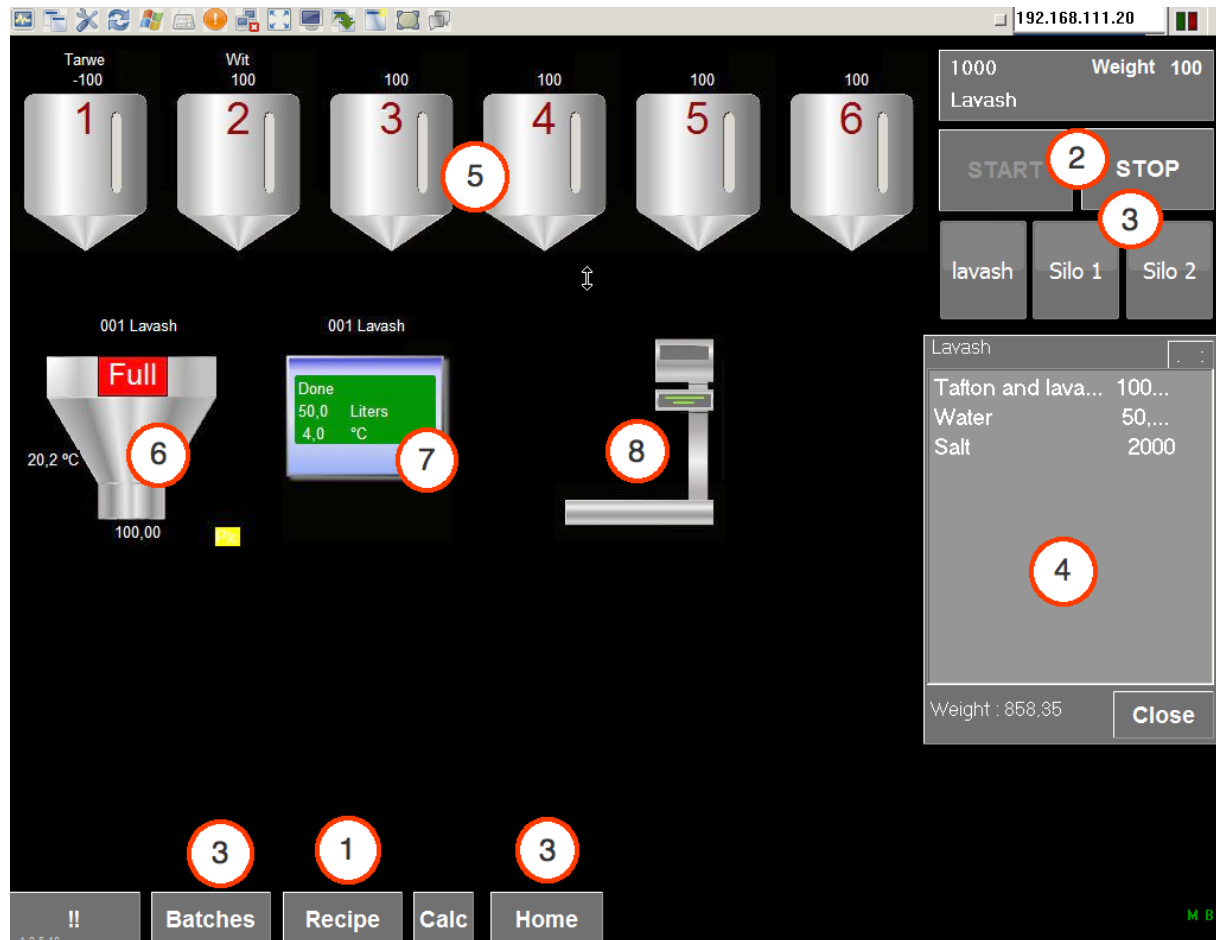 192.168.111.20
Tarwe
-100
Wit
100
100
100
100
100
1 2 3 4 5 6
5
1000 Weight 100
Lavash
START 2 STOP
3
lavash Silo 1 Silo 2
001 Lavash
Full
20,2 ºC
6
100,00
Plc
001 Lavash
Done
50,0 Liters
4,0 °C
7
8
Lavash
. :
Tafton and lava... 100...
Water 50,...
Salt 2000
4
Weight : 858,35 Close
3 1 3
!! Batches Recipe Calc Home
M B